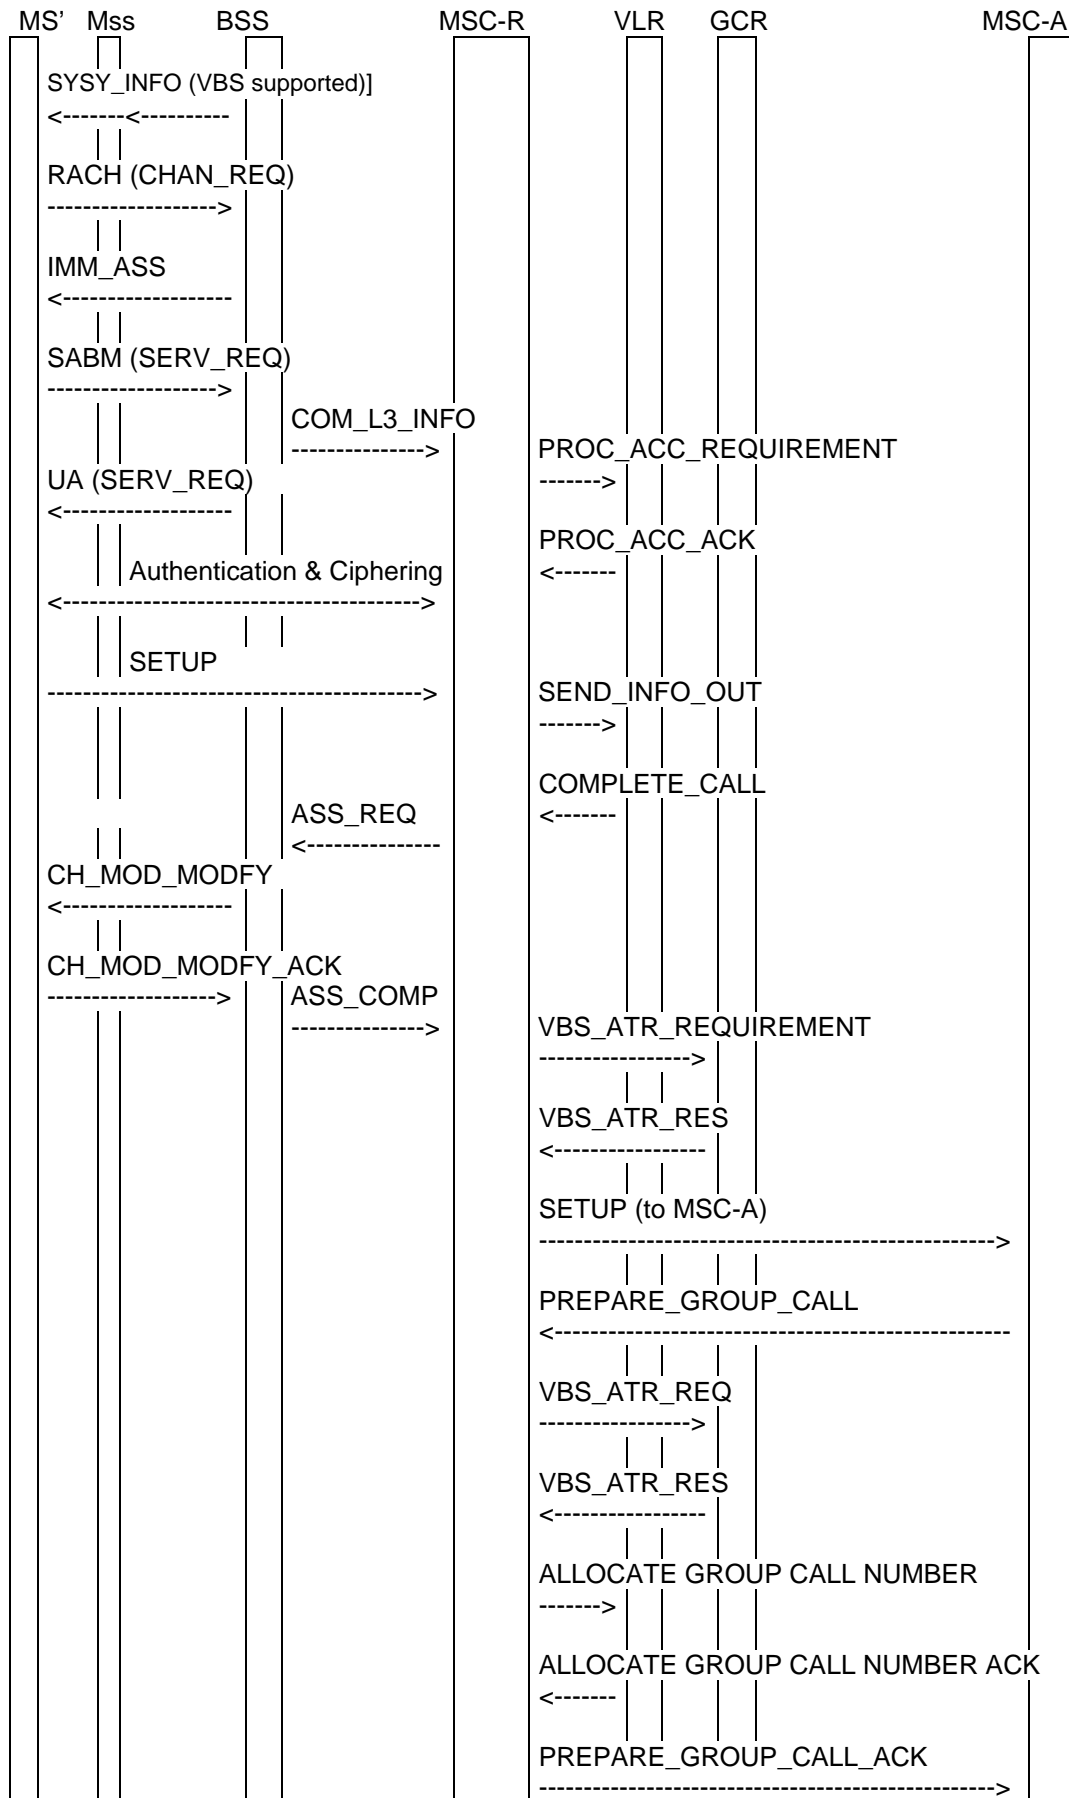 MS’ Mss BSS MSC-R VLR GCR MSC-A
SYSY_INFO (VBS supported)]
<-------<----------
RACH (CHAN_REQ)
------------------->
IMM_ASS
<-------------------
SABM (SERV_REQ)
------------------->
COM_L3_INFO
---------------> PROC_ACC_REQUIREMENT
UA (SERV_REQ) ------->
<-------------------
PROC_ACC_ACK
Authentication & Ciphering <-------
<---------------------------------------->
SETUP
------------------------------------------> SEND_INFO_OUT
------->
COMPLETE_CALL
ASS_REQ <-------
<---------------
CH_MOD_MODFY
<-------------------
CH_MOD_MODFY_ACK
-------------------> ASS_COMP
---------------> VBS_ATR_REQUIREMENT
----------------->
VBS_ATR_RES
<-----------------
SETUP (to MSC-A)
--------------------------------------------------->
PREPARE_GROUP_CALL
<---------------------------------------------------
VBS_ATR_REQ
----------------->
VBS_ATR_RES
<-----------------
ALLOCATE GROUP CALL NUMBER
------->
ALLOCATE GROUP CALL NUMBER ACK
<-------
PREPARE_GROUP_CALL_ACK
--------------------------------------------------->